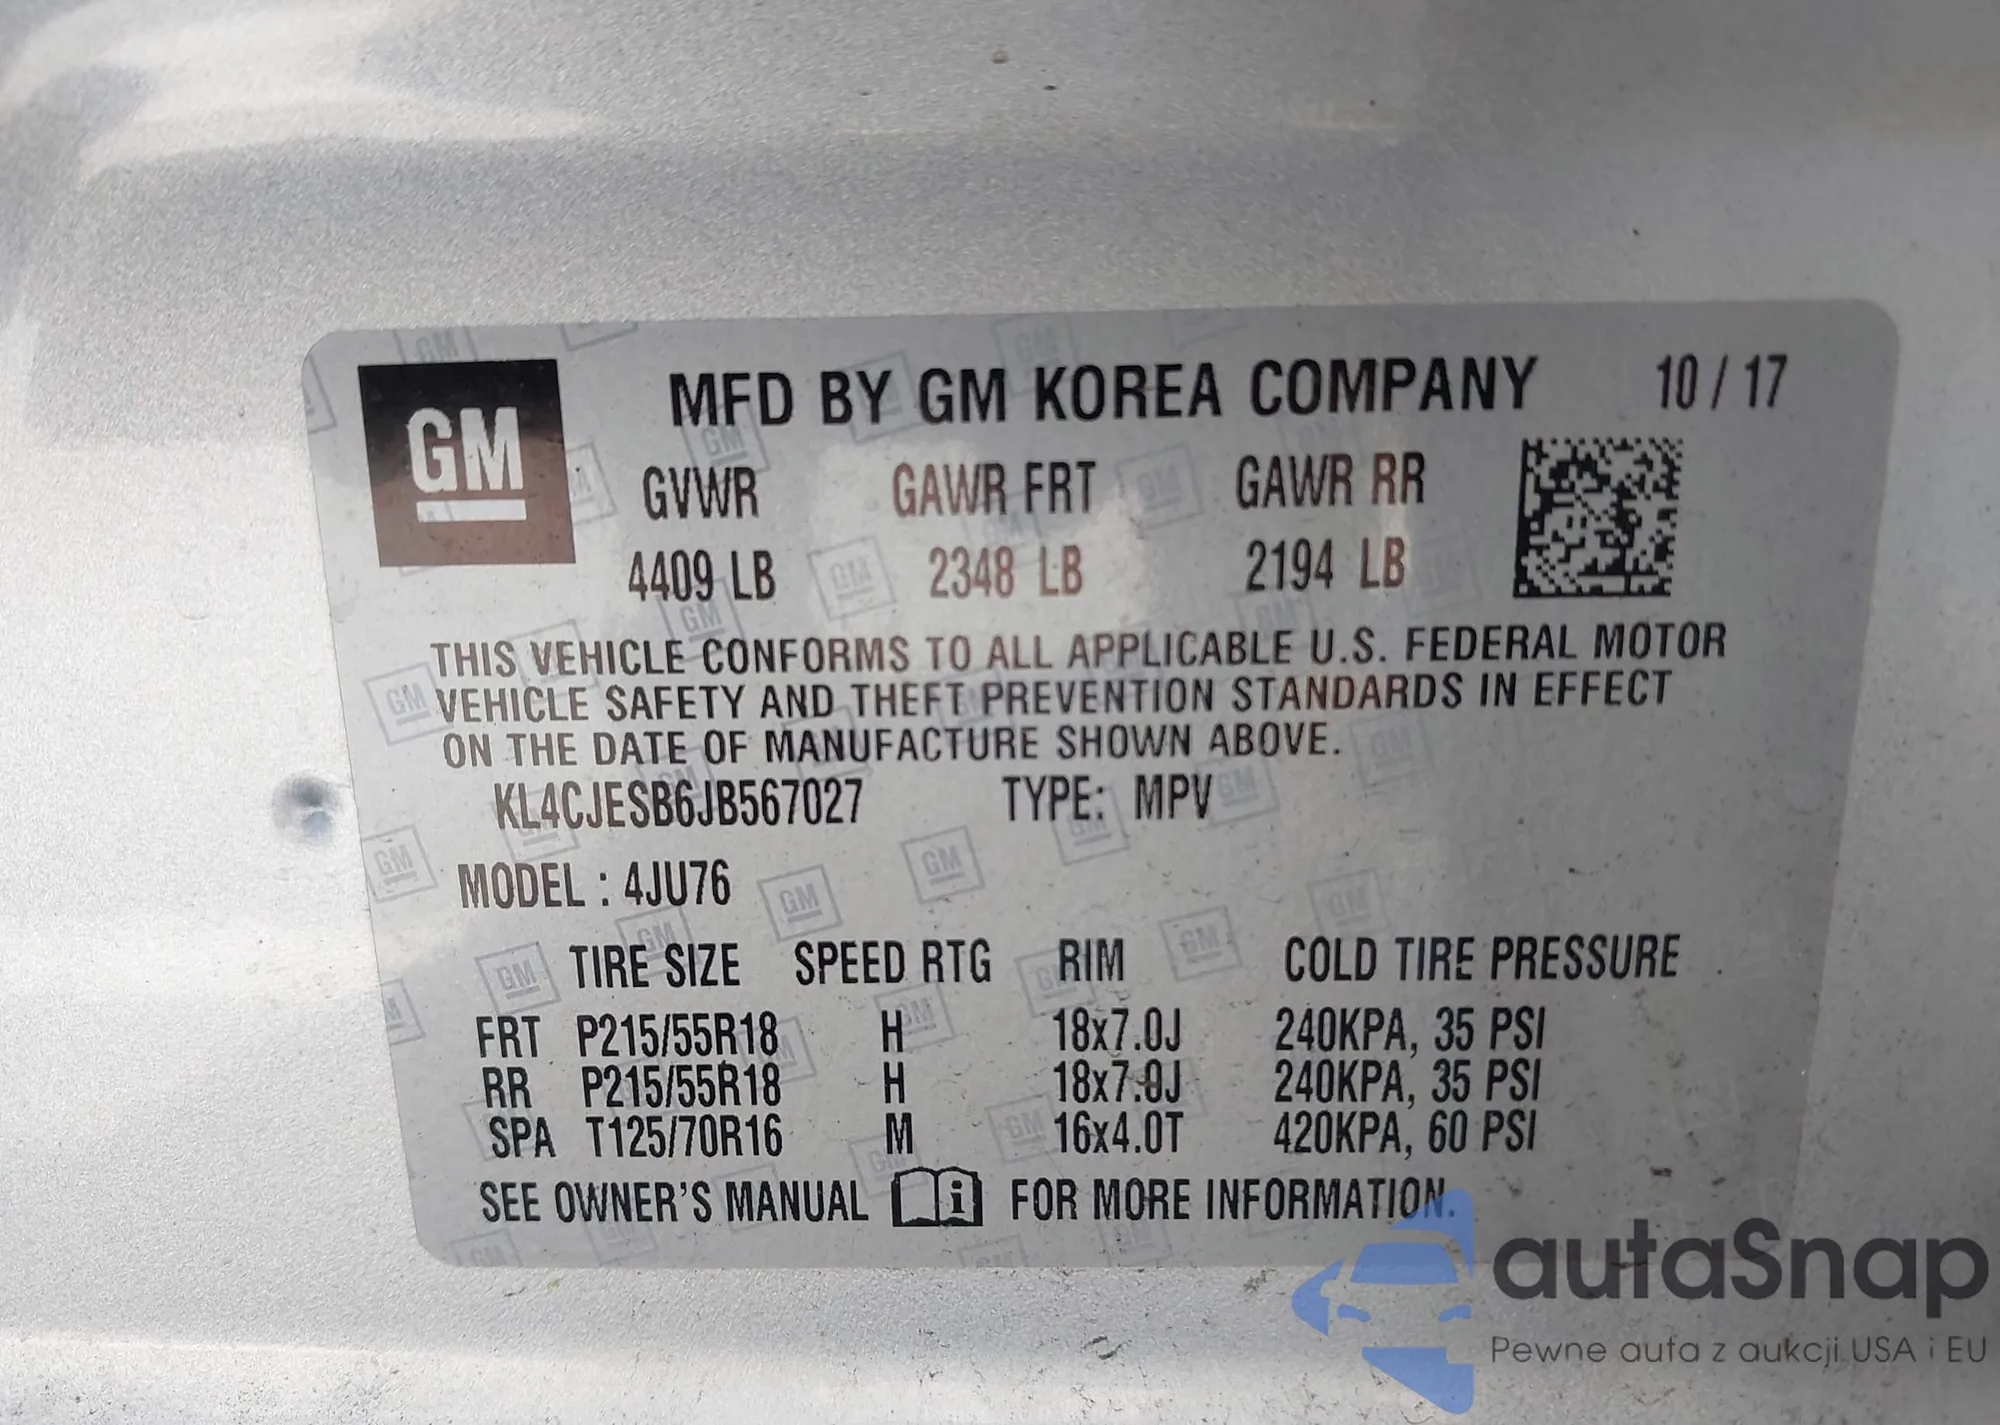 GM
MFD BY GM KOREA COMPANY 10 / 17
GVWR GAWR FRT GAWR RR
4409 LB 2348 LB 2194 LB
THIS VEHICLE CONFORMS TO ALL APPLICABLE U.S. FEDERAL MOTOR
VEHICLE SAFETY AND THEFT PREVENTION STANDARDS IN EFFECT
ON THE DATE OF MANUFACTURE SHOWN ABOVE.
KL4CJESB6JB567027 TYPE: MPV
MODEL : 4JU76
TIRE SIZE SPEED RTG RIM COLD TIRE PRESSURE
FRT P215/55R18 H 18x7.0J 240KPA, 35 PSI
RR P215/55R18 H 18x7.0J 240KPA, 35 PSI
SPA T125/70R16 M 16x4.0T 420KPA, 60 PSI
SEE OWNER'S MANUAL i FOR MORE INFORMATION.
autaSnap
Pewne auta z aukcji USA i EU